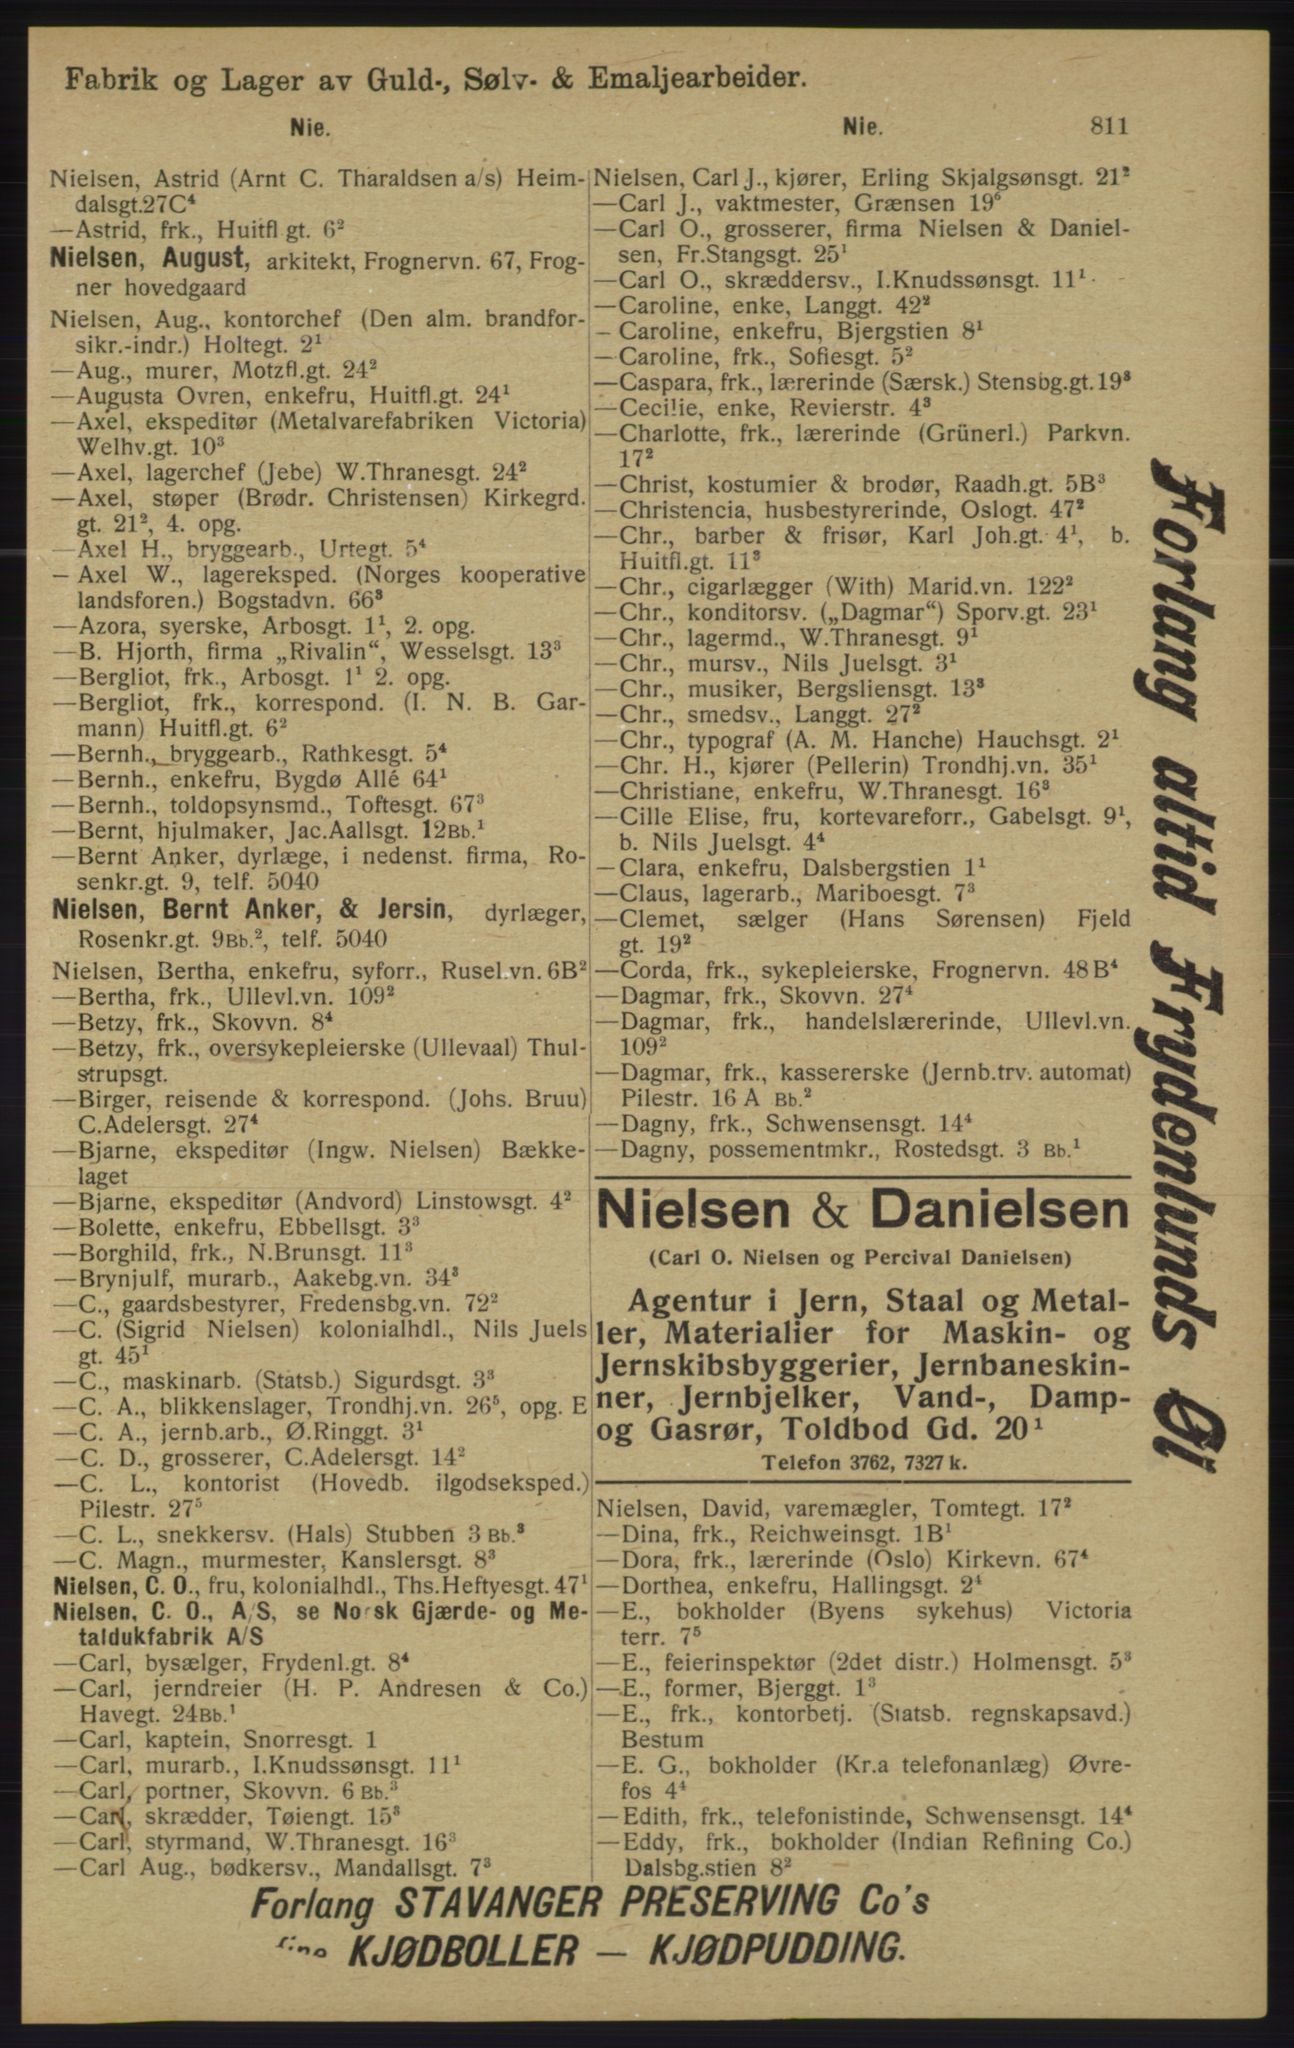 Fabrik og Lager av Guld-, Sølv- & Emaljearbeider.
Nie.
Nie.
811
Nielsen, Astrid (Arnt C. Tharaldsen a/s) Heim-
dalsgt.27C⁴
—Astrid, frk., Huitfl gt. 6²
Nielsen, August, arkitekt, Frognervn. 67, Frog-
ner hovedgaard
Nielsen, Aug., kontorchef (Den alm. brandfor-
sikr.-indr.) Holtegt. 2¹
—Aug., murer, Motzfl.gt. 24²
—Augusta Ovren, enkefru, Huitfl.gt. 24¹
—Axel, ekspeditør (Metalvarefabriken Victoria)
Welhv.gt. 10³
—Axel, lagerchef (Jebe) W.Thranesgt. 24²
—Axel, støper (Brødr. Christensen) Kirkegrd.
gt. 21², 4. opg.
—Axel H., bryggearb., Urtegt. 5⁴
—Axel W., lagereksped. (Norges kooperative
landsforen.) Bogstadvn. 66³
—Azora, syerske, Arbosgt. 1¹, 2. opg.
—B. Hjorth, firma „Rivalin“, Wesselsgt. 13³
—Bergliot, frk., Arbosgt. 1¹ 2. opg.
—Bergliot, frk., korrespond. (I. N. B. Gar-
mann) Huitfl.gt. 6²
—Bernh., bryggearb., Rathkesgt. 5⁴
—Bernh., enkefru, Bygdø Allé 64¹
—Bernh., toldopsynsmd., Toftesgt. 67³
—Bernt, hjulmaker, Jac.Aallsgt. 12Bb.¹
—Bernt Anker, dyrlæge, i nedenst. firma, Ro-
senkr.gt. 9, telf. 5040
Nielsen, Bernt Anker, & Jersin, dyrlæger,
Rosenkr.gt. 9Bb.², telf. 5040
Nielsen, Bertha, enkefru, syforr., Rusel.vn. 6B²
—Bertha, frk., Ullevl.vn. 109²
—Betzy, frk., Skovvn. 8⁴
—Betzy, frk., oversykepleierske (Ullevaal) Thul-
strupsgt.
—Birger, reisende & korrespond. (Johs. Bruu)
C.Adelersgt. 27⁴
—Bjarne, ekspeditør (Ingw. Nielsen) Bække-
laget
—Bjarne, ekspeditør (Andvord) Linstowsgt. 4²
—Bolette, enkefru, Ebbellsgt. 3³
—Borghild, frk., N.Brunsgt. 11³
—Brynjulf, murarb., Aakebg.vn. 34³
—C., gaardsbestyrer, Fredensbg.vn. 72²
—C. (Sigrid Nielsen) kolonialhdl., Nils Juels
gt. 45¹
—C., maskinarb. (Statsb.) Sigurdsgt. 3³
—C. A., blikkenslager, Trondhj.vn. 26⁵, opg. E
—C. A., jernb.arb., Ø.Ringgt. 3¹
—C. D., grosserer, C.Adelersgt. 14²
—C. L., kontorist (Hovedb. ilgodseksped.)
Pilestr. 27⁵
—C. L., snekkersv. (Hals) Stubben 3 Bb.³
—C. Magn., murmester, Kanslersgt. 8³
Nielsen, C. O., fru, kolonialhdl., Ths.Heftyesgt. 47¹
Nielsen, C. O., A/S, se Norsk Gjærde- og Me-
taldukfabrik A/S
—Carl, bysælger, Frydenl.gt. 8⁴
—Carl, jerndreier (H. P. Andresen & Co.)
Havegt. 24Bb.¹
—Carl, kaptein, Snorresgt. 1
—Carl, murarb., I.Knudssønsgt. 11¹
—Carl, portner, Skovvn. 6 Bb.³
—Carl, skrædder, Tøiengt. 15³
—Carl, styrmand, W.Thranesgt. 16³
—Carl Aug., bødkersv., Mandallsgt. 7³
Nielsen, Carl J., kjører, Erling Skjalgsønsgt. 21²
—Carl J., vaktmester, Grænsen 19⁶
—Carl O., grosserer, firma Nielsen & Daniel-
sen, Fr.Stangsgt. 25¹
—Carl O., skræddersv., I.Knudssønsgt. 11¹
—Caroline, enke, Langgt. 42²
—Caroline, enkefru, Bjergstien 8¹
—Caroline, frk., Sofiesgt. 5²
—Caspara, frk., lærerinde (Særsk.) Stensbg.gt.19³
—Cecilie, enke, Revierstr. 4³
—Charlotte, frk., lærerinde (Grünerl.) Parkvn.
17²
—Christ, kostumier & brodør, Raadh.gt. 5B³
—Christencia, husbestyrerinde, Oslogt. 47²
—Chr., barber & frisør, Karl Joh.gt. 4¹, b.
Huitfl.gt. 11³
—Chr., cigarlægger (With) Marid.vn. 122²
—Chr., konditorsv. („Dagmar“) Sporv.gt. 23¹
—Chr., lagermd., W.Thranesgt. 9¹
—Chr., mursv., Nils Juelsgt. 3¹
—Chr., musiker, Bergsliensgt. 13³
—Chr., smedsv., Langgt. 27²
—Chr., typograf (A. M. Hanche) Hauchsgt. 2¹
—Chr. H., kjører (Pellerin) Trondhj.vn. 35¹
—Christiane, enkefru, W.Thranesgt. 16³
—Cille Elise, fru, kortevareforr., Gabelsgt. 9¹,
b. Nils Juelsgt. 4⁴
—Clara, enkefru, Dalsbergstien 1¹
—Claus, lagerarb., Mariboesgt. 7³
—Clemet, sælger (Hans Sørensen) Fjeld
gt. 19²
—Corda, frk., sykepleierske, Frognervn. 48 B⁴
—Dagmar, frk., Skovvn. 27⁴
—Dagmar, frk., handelslærerinde, Ullevl.vn.
109²
—Dagmar, frk., kassererske (Jernb.trv. automat)
Pilestr. 16 A Bb.²
—Dagny, frk., Schwensensgt. 14⁴
—Dagny, possementmkr., Rostedsgt. 3 Bb.¹
Nielsen & Danielsen
(Carl O. Nielsen og Percival Danielsen)
Agentur i Jern, Staal og Metal-
ler, Materialier for Maskin- og
Jernskibsbyggerier, Jernbaneskin-
ner, Jernbjelker, Vand-, Damp-
og Gasrør, Toldbod Gd. 20¹
Telefon 3762, 7327 k.
Nielsen, David, varemægler, Tomtegt. 17²
—Dina, frk., Reichweinsgt. 1B¹
—Dora, frk., lærerinde (Oslo) Kirkevn. 67⁴
—Dorthea, enkefru, Hallingsgt. 2⁴
—E., bokholder (Byens sykehus) Victoria
terr. 7⁵
—E., feierinspektør (2det distr.) Holmensgt. 5³
—E., former, Bjerggt. 1³
—E., frk., kontorbetj. (Statsb. regnskapsavd.)
Bestum
—E. G., bokholder (Kr.a telefonanlæg) Øvre-
fos 4⁴
—Edith, frk., telefonistinde, Schwensensgt. 14⁴
—Eddy, frk., bokholder (Indian Refining Co.)
Dalsbg.stien 8²
Forlang altid Frydenlunds Øl
Forlang STAVANGER PRESERVING Co's
fine KJØDBOLLER — KJØDPUDDING.